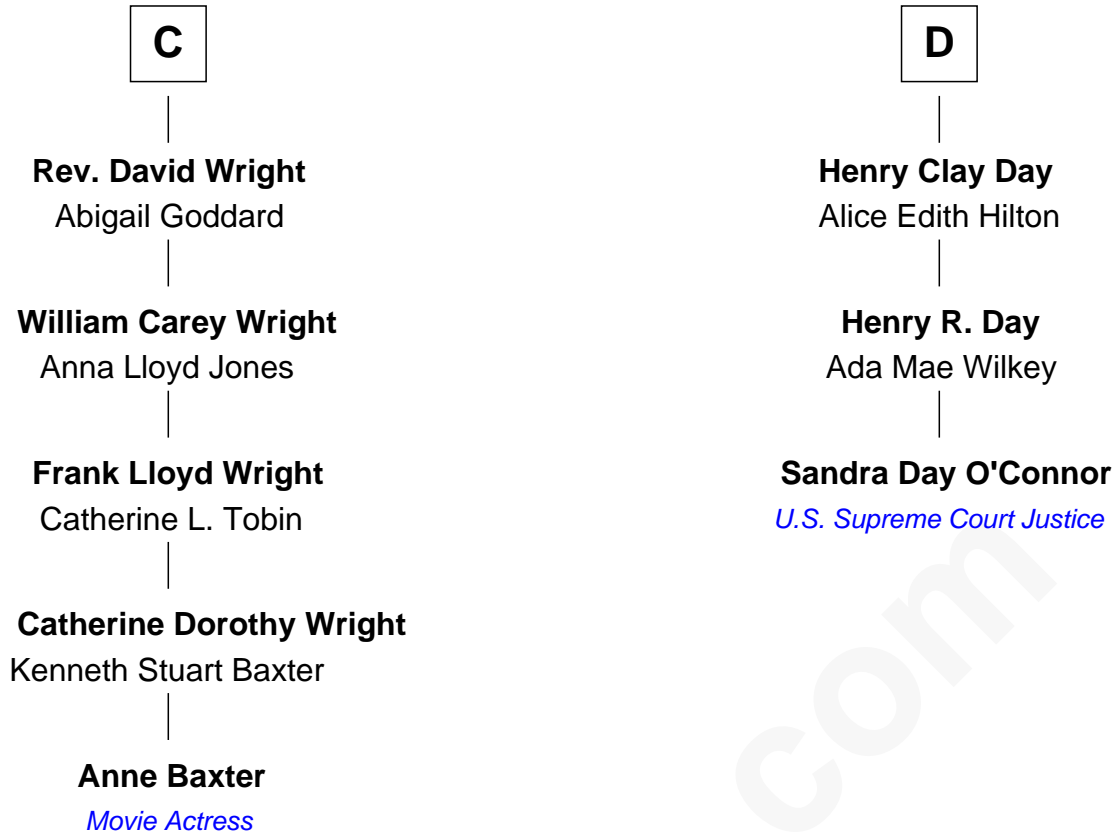 C
Rev. David Wright
Abigail Goddard
William Carey Wright
Anna Lloyd Jones
Frank Lloyd Wright
Catherine L. Tobin
Catherine Dorothy Wright
Kenneth Stuart Baxter
Anne Baxter
Movie Actress
D
Henry Clay Day
Alice Edith Hilton
Henry R. Day
Ada Mae Wilkey
Sandra Day O'Connor
U.S. Supreme Court Justice
com